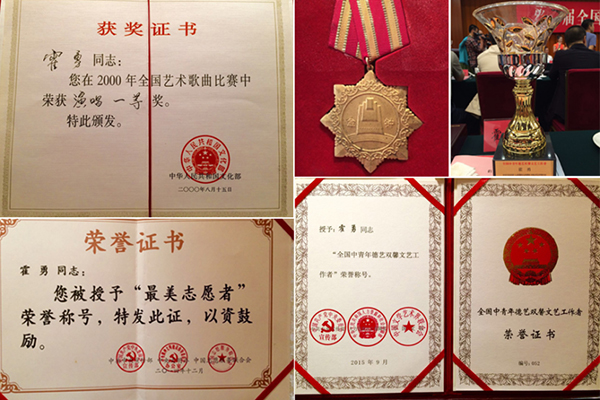 获奖证书
霍勇同志：
您在2000年全国艺术歌曲比赛中
荣获演唱一等奖。
特此颁发。
中华人民共和国文化部
二〇〇〇年八月十五日
荣誉证书
霍勇同志：
您被授予“最美志愿者”
荣誉称号，特发此证，以资鼓
励。
授予：霍勇同志
“全国中青年德艺双馨文艺工
作者”荣誉称号。
宣传部
2015年9月
全国中青年德艺双馨文艺工作者
荣誉证书
编号：052